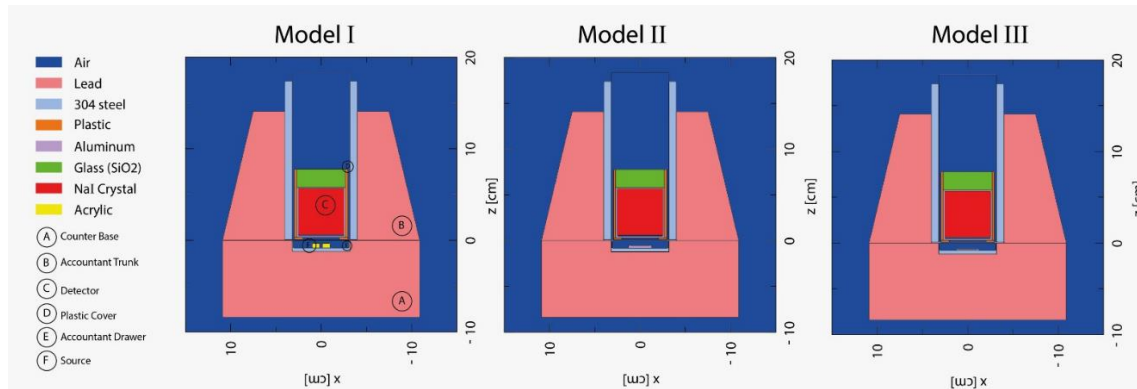 Model I
Model II
Model III
Air
Lead
304 steel
Plastic
Aluminum
Glass (SiO2)
NaI Crystal
Acrylic
A Counter Base
B Accountant Trunk
C Detector
D Plastic Cover
E Accountant Drawer
F Source
D
C
B
A
20
10
0
- 10
z [cm]
10
0
- 10
x [cm]
20
10
0
- 10
z [cm]
10
0
- 10
x [cm]
20
10
0
- 10
z [cm]
10
0
- 10
x [cm]